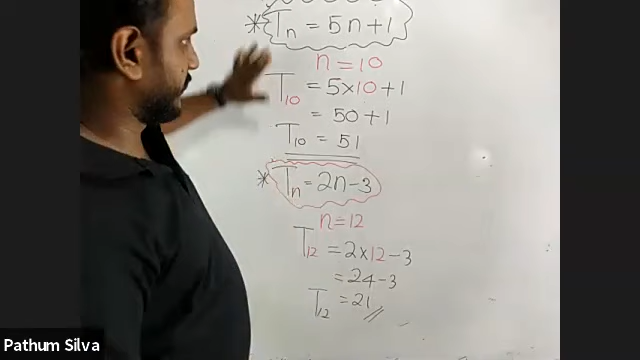 * Tn = 5n+1
n = 10
T10 = 5×10+1
= 50+1
T10 = 51
* Tn = 2n-3
n=12
T12 = 2×12-3
= 24-3
T12 = 21 //
Pathum Silva